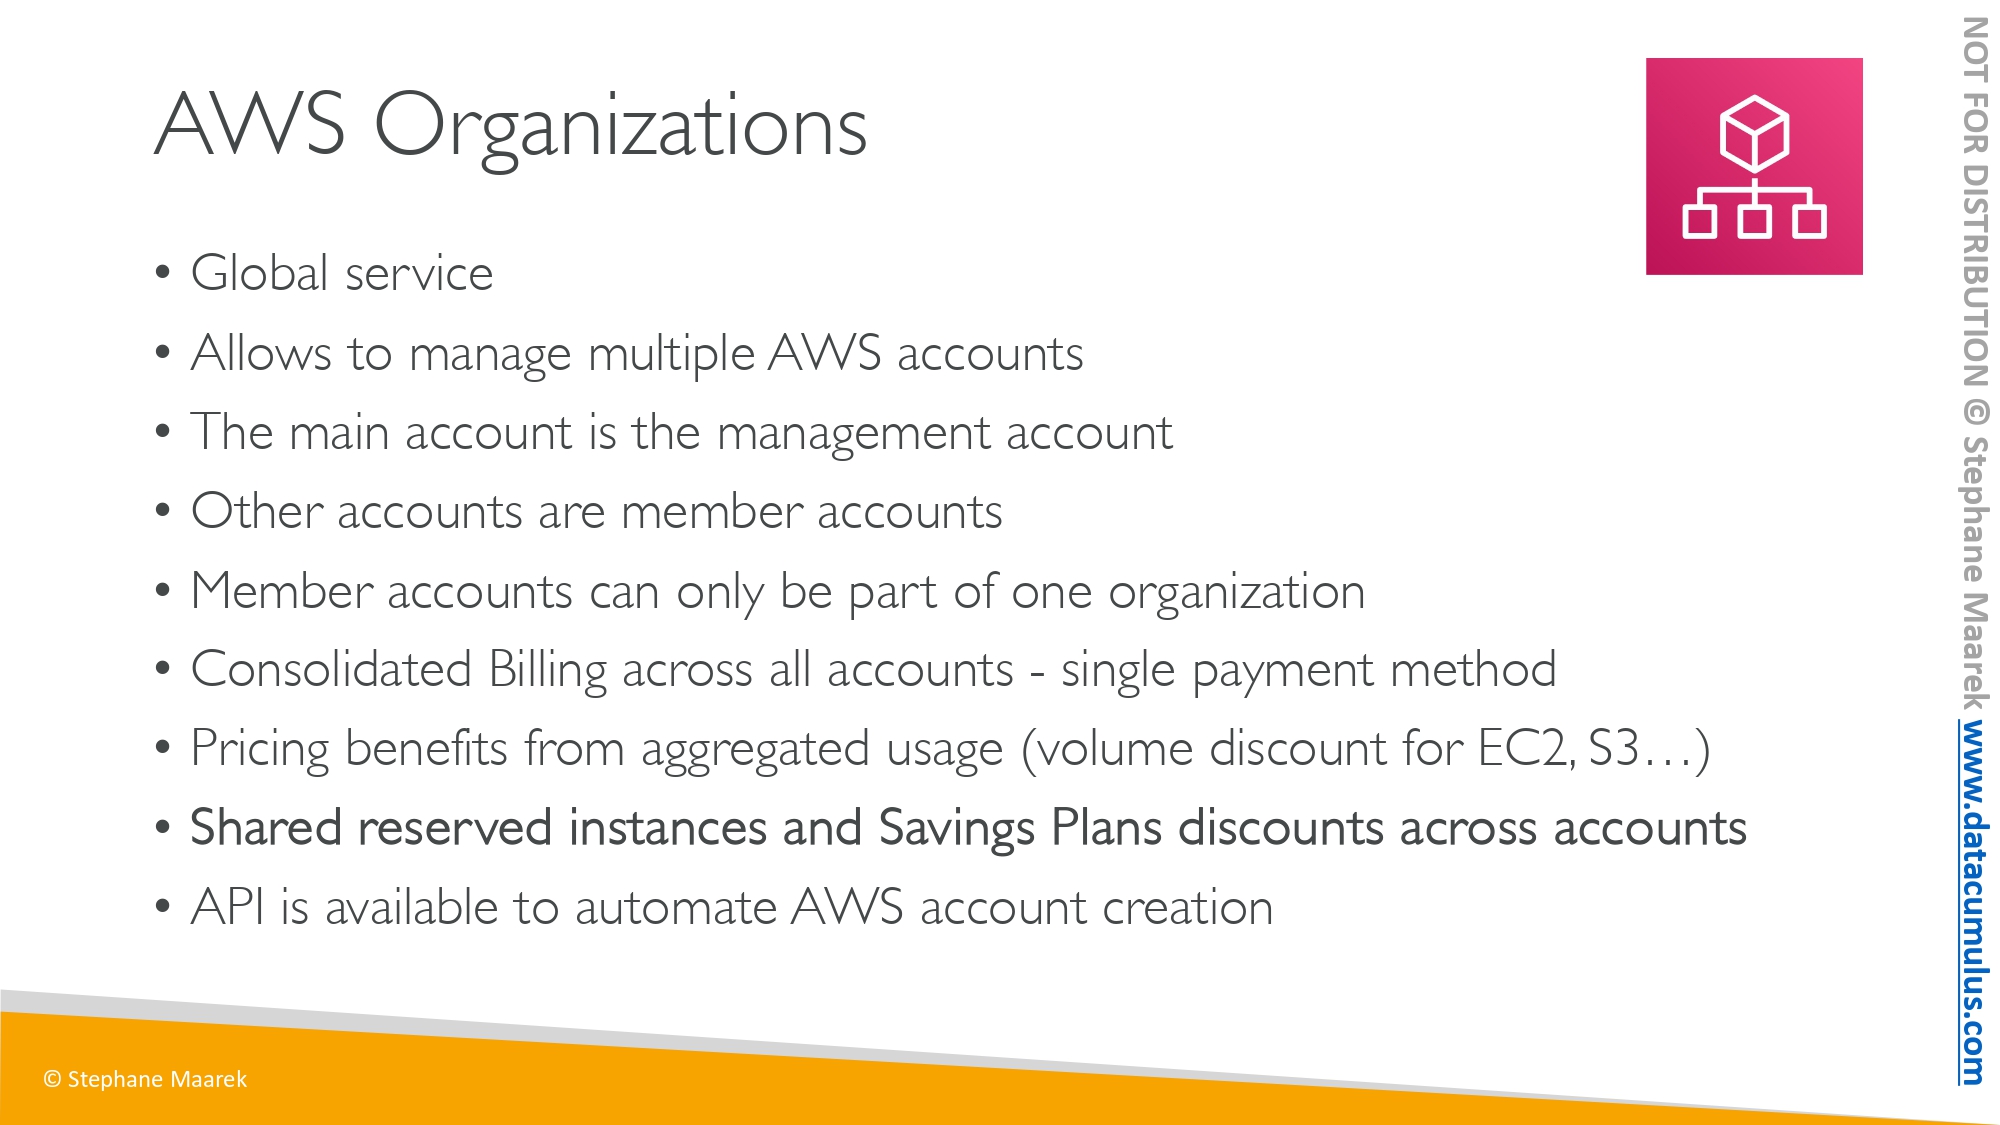 AWS Organizations
• Global service
• Allows to manage multiple AWS accounts
• The main account is the management account
• Other accounts are member accounts
• Member accounts can only be part of one organization
• Consolidated Billing across all accounts - single payment method
• Pricing benefits from aggregated usage (volume discount for EC2, S3…)
• Shared reserved instances and Savings Plans discounts across accounts
• API is available to automate AWS account creation
© Stephane Maarek
NOT FOR DISTRIBUTION © Stephane Maarek www.datacumulus.com